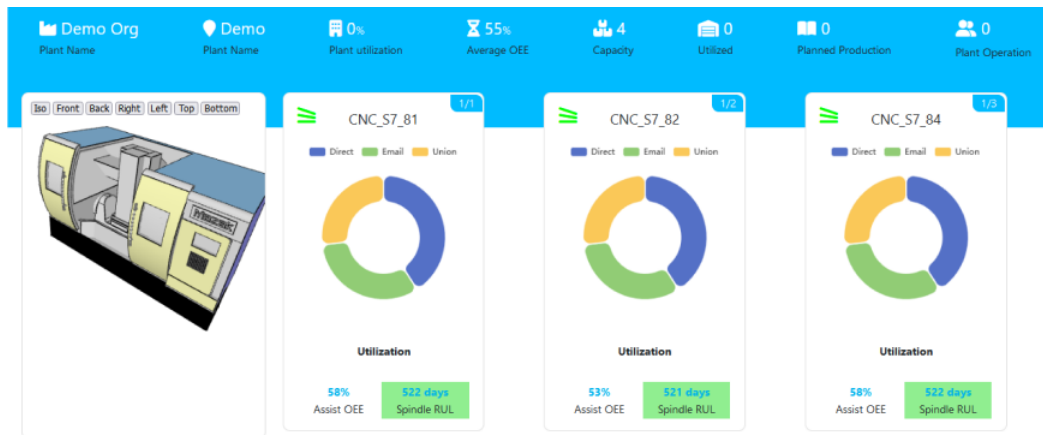 Demo Org
Plant Name
Demo
Plant Name
0%
Plant utilization
55%
Average OEE
4
Capacity
0
Utilized
0
Planned Production
0
Plant Operation
Iso Front Back Right Left Top Bottom
Mazak
1/1
CNC_S7_81
Direct Email Union
Utilization
58%
Assist OEE
522 days
Spindle RUL
1/2
CNC_S7_82
Direct Email Union
Utilization
53%
Assist OEE
521 days
Spindle RUL
1/3
CNC_S7_84
Direct Email Union
Utilization
58%
Assist OEE
522 days
Spindle RUL